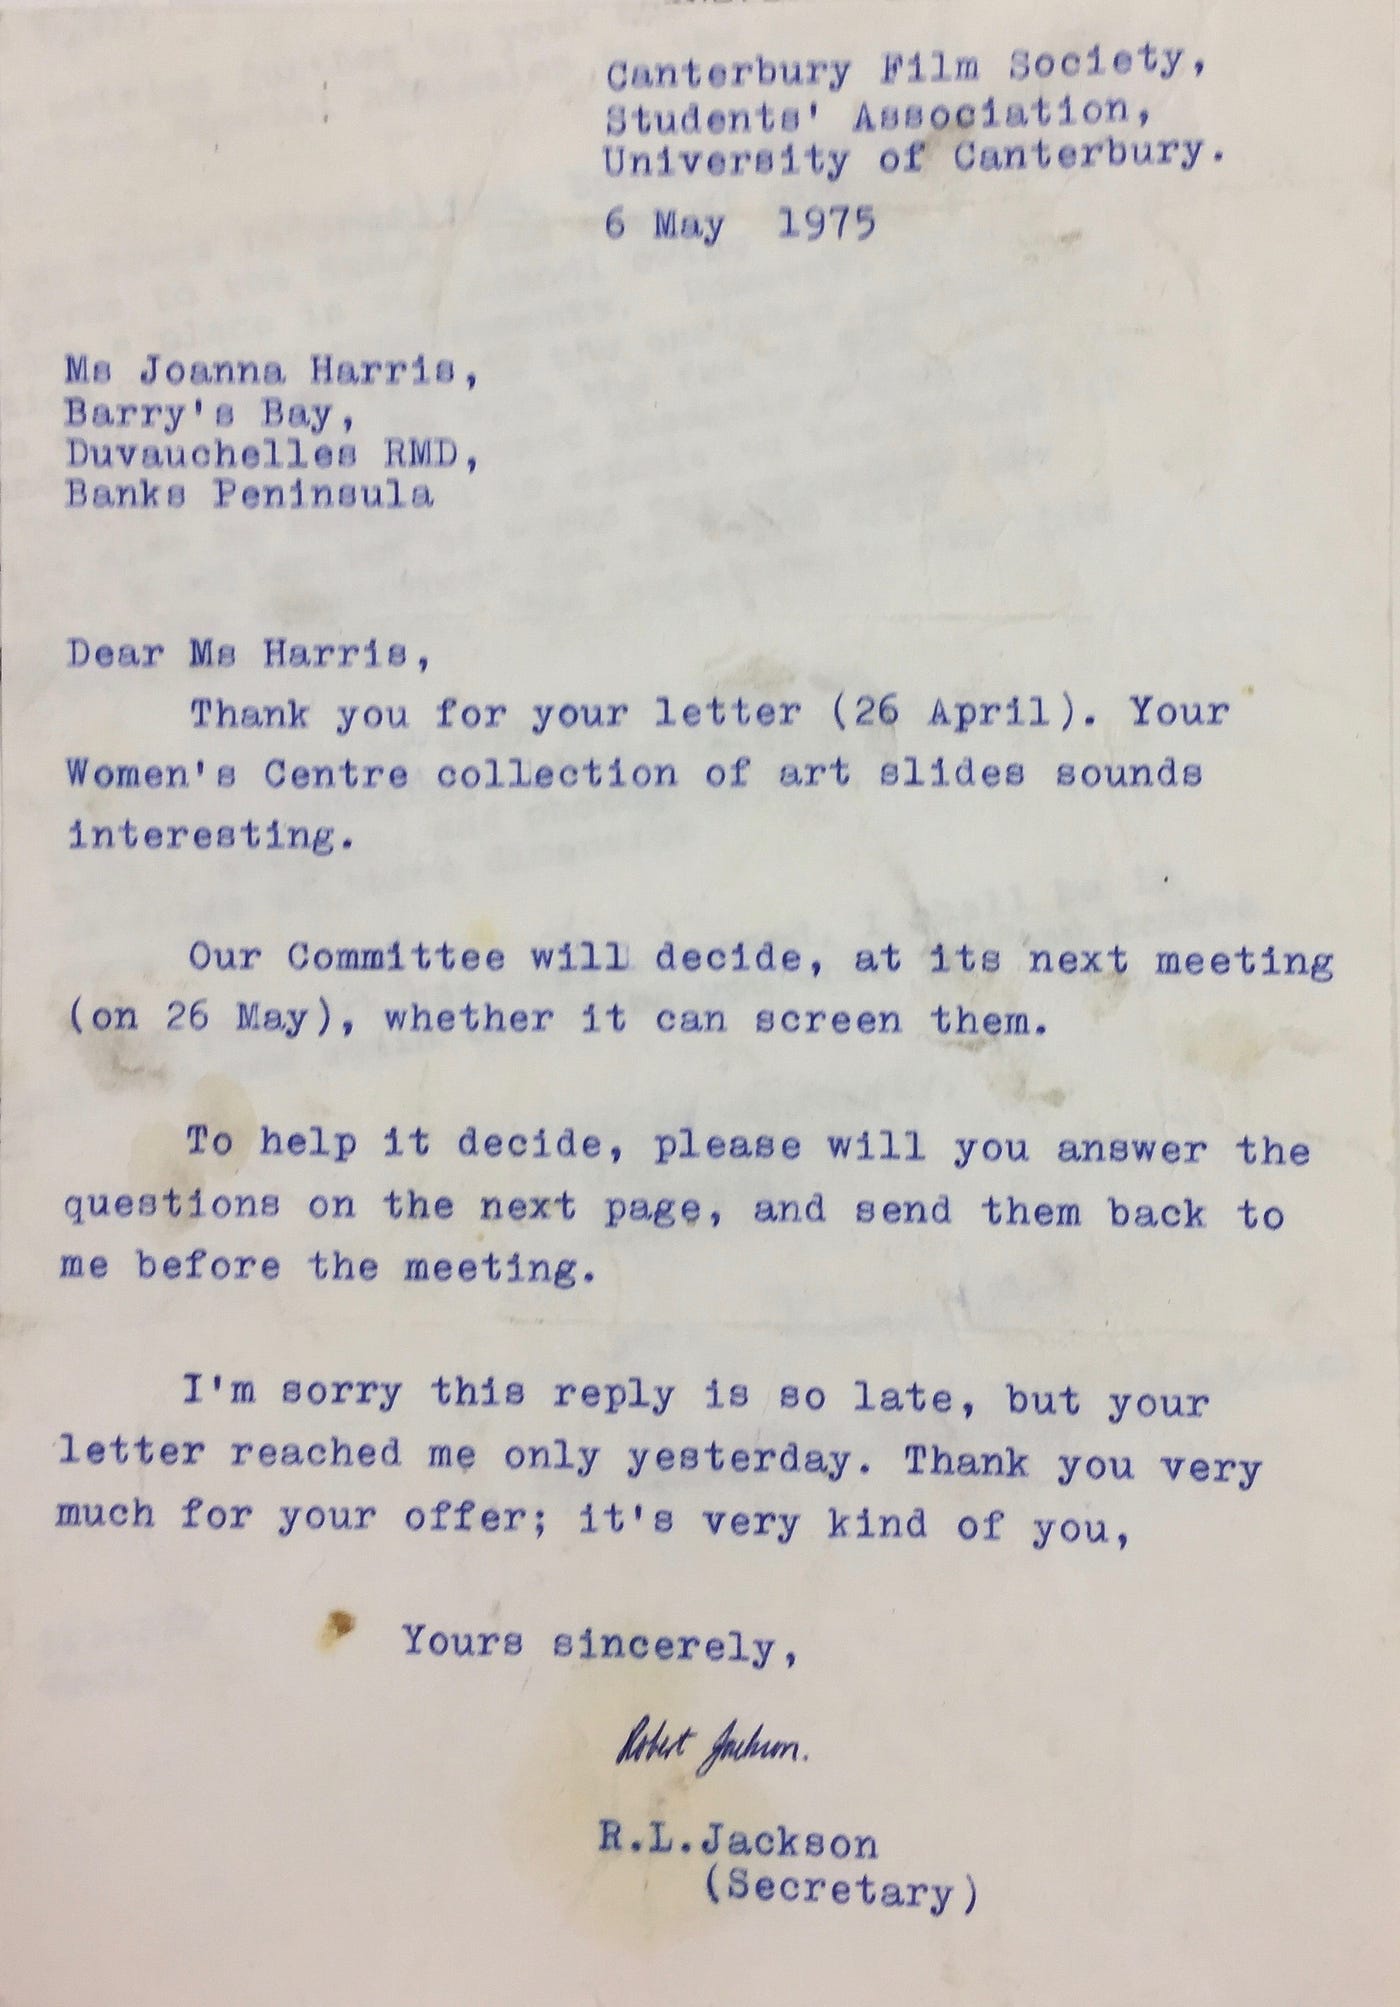 Canterbury Film Society,
Students' Association,
University of Canterbury.
6 May  1975
Ms Joanna Harris,
Barry's Bay,
Duvauchelles RMD,
Banks Peninsula
Dear Ms Harris,
Thank you for your letter (26 April). Your
Women's Centre collection of art slides sounds
interesting.
Our Committee will decide, at its next meeting
(on 26 May), whether it can screen them.
To help it decide, please will you answer the
questions on the next page, and send them back to
me before the meeting.
I'm sorry this reply is so late, but your
letter reached me only yesterday. Thank you very
much for your offer; it's very kind of you,
Yours sincerely,
Robert Jackson.
R.L.Jackson
(Secretary)